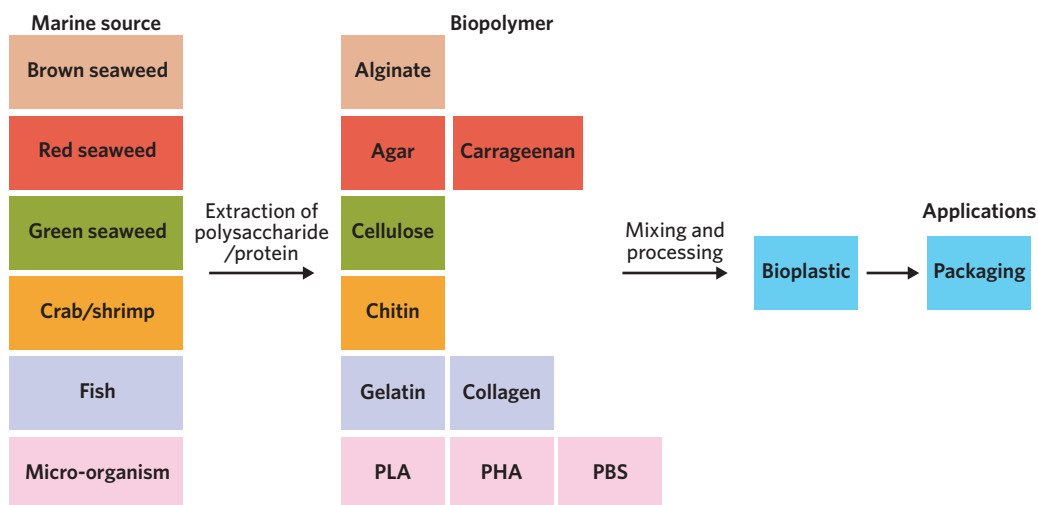 Marine source
Biopolymer
Brown seaweed
Alginate
Red seaweed
Agar
Carrageenan
Green seaweed
Extraction of
polysaccharide
/protein
Cellulose
Mixing and
processing
Applications
Bioplastic
Packaging
Crab/shrimp
Chitin
Fish
Gelatin
Collagen
Micro-organism
PLA
PHA
PBS